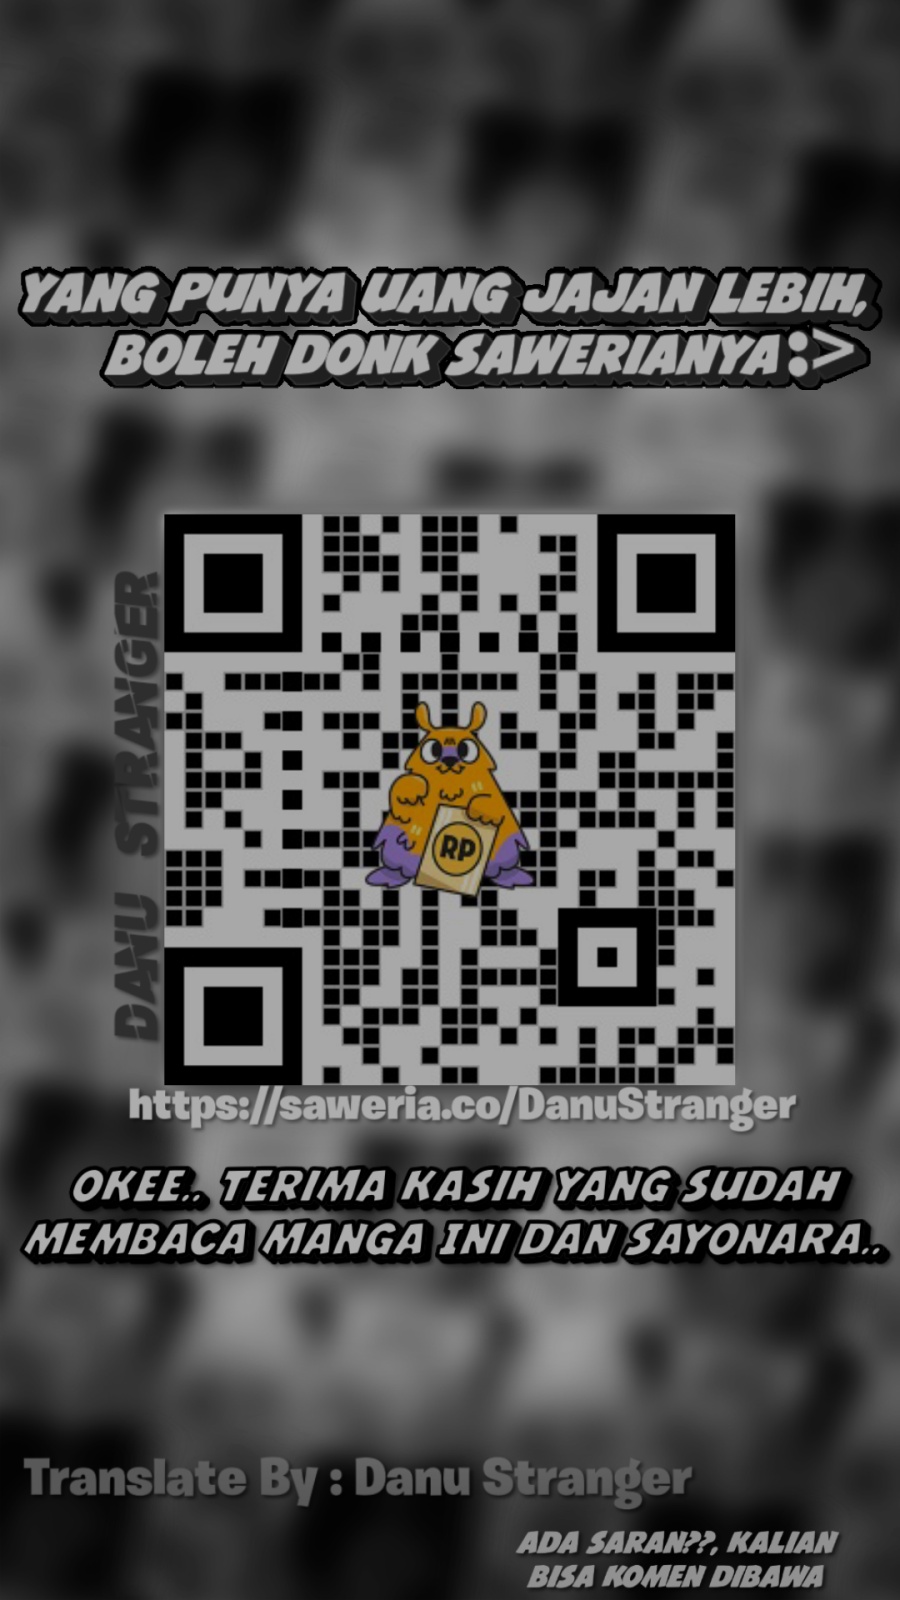 YANG PUNYA UANG JAJAN LEBIH,
BOLEH DONK SAWERIANYA :>
DANU STRANGER
RP
https://saweria.co/DanuStranger
OKEE.. TERIMA KASIH YANG SUDAH
MEMBACA MANGA INI DAN SAYONARA..
Translate By : Danu Stranger
ADA SARAN??, KALIAN
BISA KOMEN DIBAWA